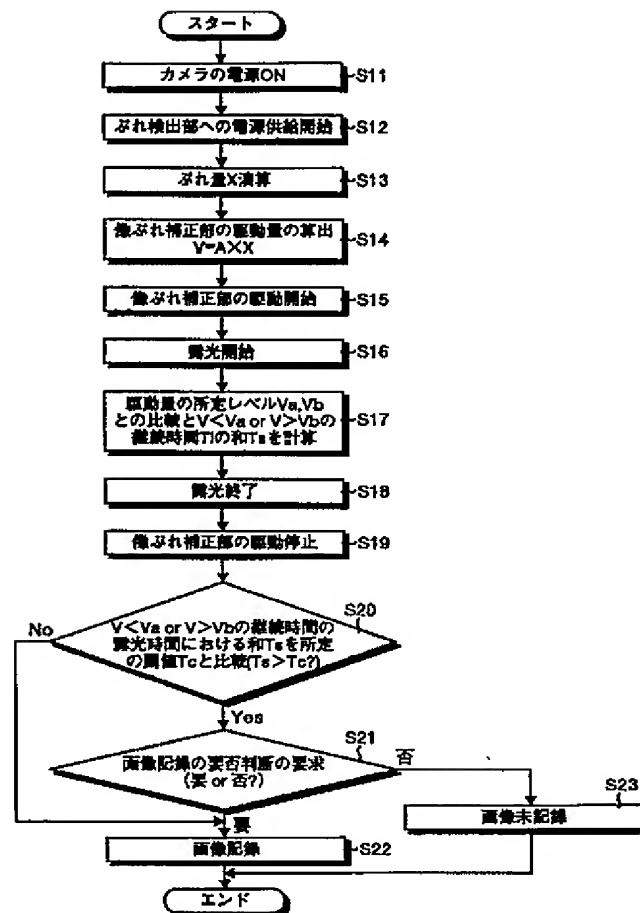 スタート
カメラの電源ON
S11
ぶれ検出部への電源供給開始
S12
ぶれ量X演算
S13
像ぶれ補正部の駆動量の算出
V=A×X
S14
像ぶれ補正部の駆動開始
S15
露光開始
S16
駆動量の所定レベルVa,Vb
との比較とV<Va or V>Vbの
継続時間Tiの和Tsを計算
S17
露光終了
S18
像ぶれ補正部の駆動停止
S19
S20
V<Va or V>Vbの継続時間の
露光時間における和Tsを所定
の閾値Tcと比較(Ts>Tc?)
No
Yes
S21
画像記録の要否判断の要求
(要 or 否?)
否
要
S23
画像未記録
画像記録
S22
エンド